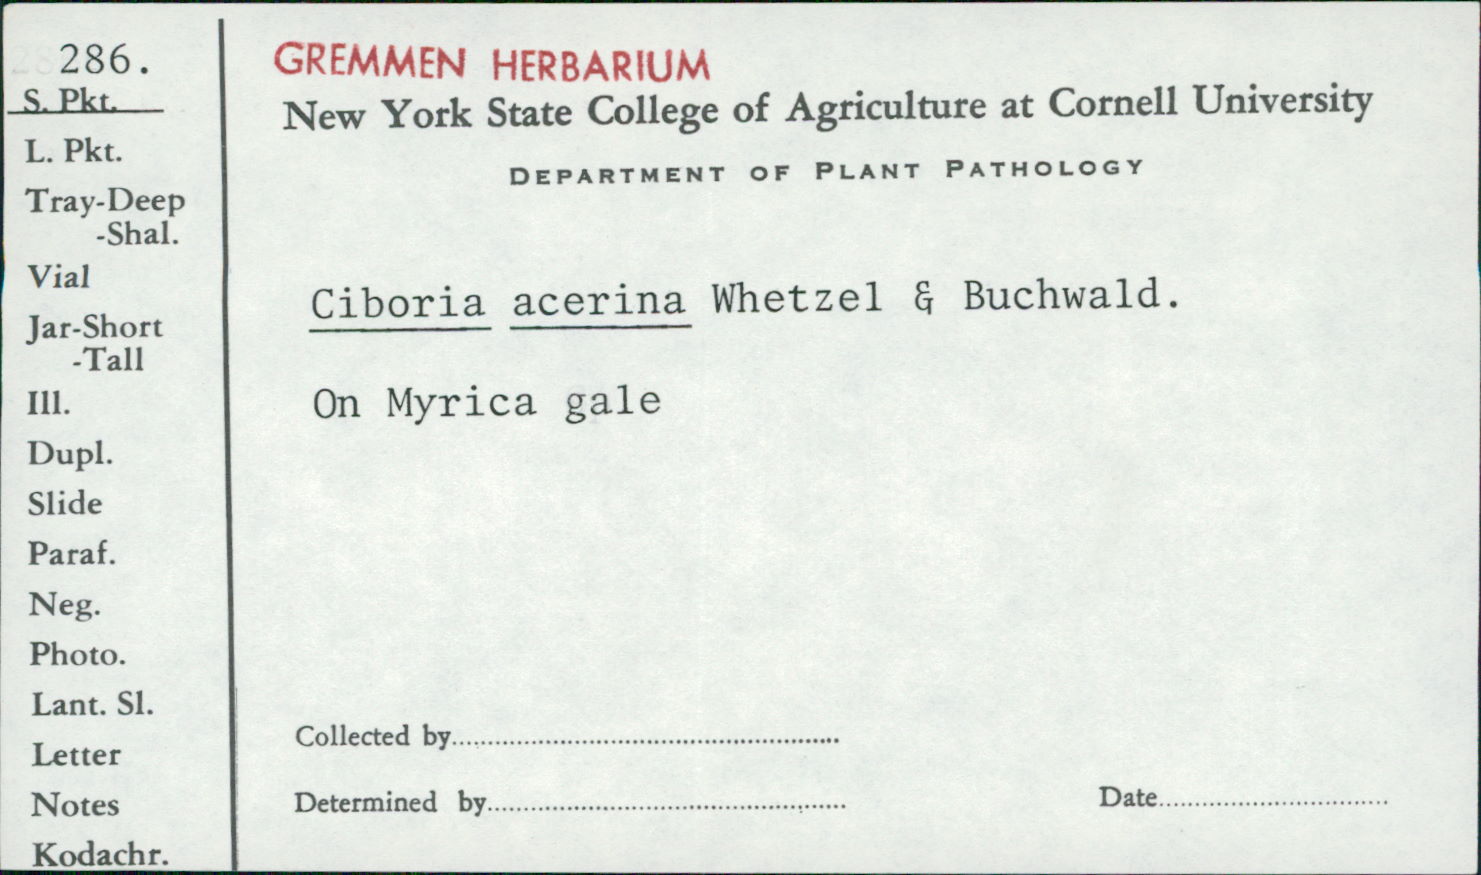 286.
S. Pkt.
L. Pkt.
Tray-Deep
-Shal.
Vial
Jar-Short
-Tall
Ill.
Dupl.
Slide
Paraf.
Neg.
Photo.
Lant. Sl.
Letter
Notes
Kodachr.
GREMMEN HERBARIUM
New York State College of Agriculture at Cornell University
DEPARTMENT OF PLANT PATHOLOGY
Ciboria acerina Whetzel & Buchwald.
On Myrica gale
Collected by
Determined by
Date